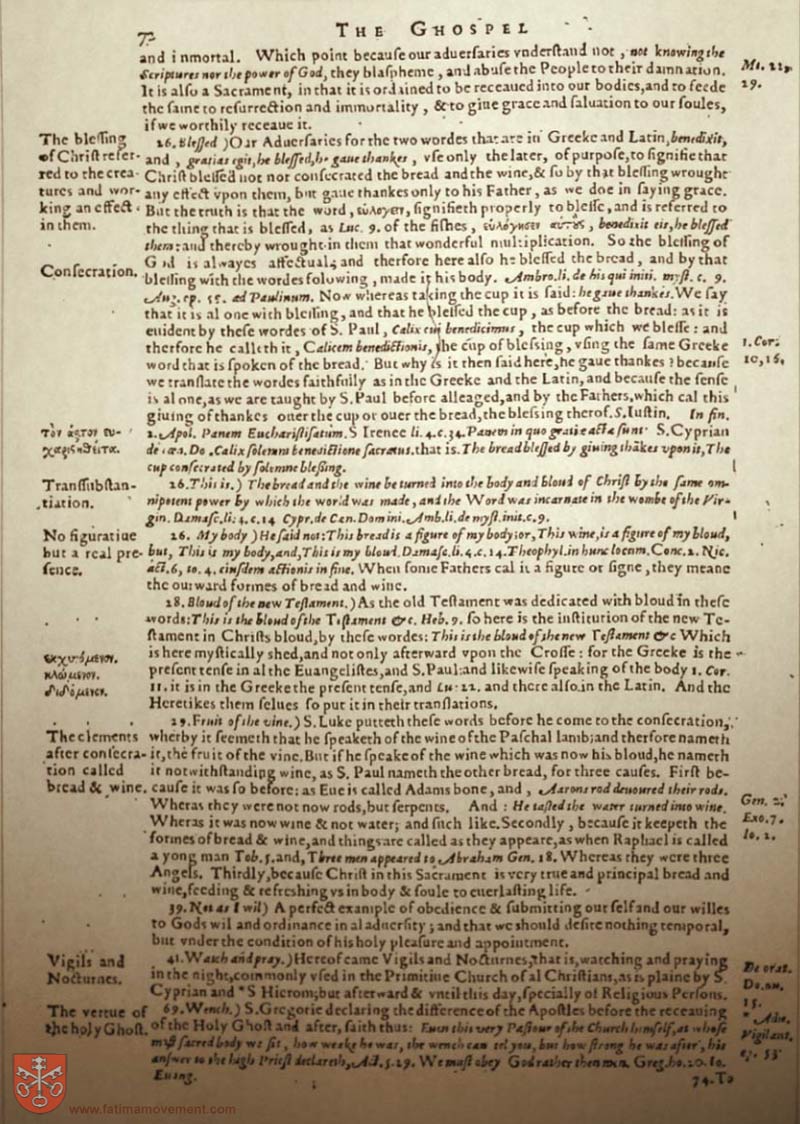 72
THE GHOSPEL
and inmortal. Which point becauſe our aduerſaries vnderſtand not, not knowing the
Scriptures nor the power of God, they blaſpheme, and abuſe the People to their damnation.
It is alſo a Sacrament, in that it is ordained to be receaued into our bodies, and to feede
the ſame to reſurrection and immortality, & to giue grace and ſaluation to our ſoules,
if we worthily receaue it.
Mt. 22,
29.
The bleſſing
of Chriſt refer-
red to the crea-
tures and wor-
king an effect
in them.
26. Bleſſed) Our Aduerſaries for the two wordes that are in Greeke and Latin, benedixit,
and, gratias egit, he bleſſed, he gaue thankes, vſe only the later, of purpoſe, to ſignifie that
Chriſt bleſſed not nor conſecrated the bread and the wine, & ſo by that bleſſing wrought
any effect vpon them, but gaue thankes only to his Father, as we doe in ſaying grace.
But the truth is that the word, εὐλογεῖν, ſignifieth properly to bleſſe, and is referred to
the thing that is bleſſed, as Luc. 9. of the fiſhes, εὐλόγησεν αὐτοὺς, benedixit eis, he bleſſed
them: and thereby wrought in them that wonderful multiplication. So the bleſſing of
God is alwayes affectual; and therfore here alſo he bleſſed the bread, and by that
Conſecration.
bleſſing with the wordes folowing, made it his body. Ambro. li. de his qui initi. myſt. c. 9.
Aug. ep. 55. ad Paulinum. Now whereas taking the cup it is ſaid: he gaue thankes. We ſay
that it is al one with bleſſing, and that he bleſſed the cup, as before the bread: as it is
euident by theſe wordes of S. Paul, Calix cui benedicimus, the cup which we bleſſe: and
therfore he calleth it, Calicem benedictionis, the cup of bleſſing, vſing the ſame Greeke
word that is ſpoken of the bread. But why is it then ſaid here, he gaue thankes? becauſe
we tranſlate the wordes faithfully as in the Greeke and the Latin, and becauſe the ſenſe
is al one, as we are taught by S. Paul before alleaged, and by the Fathers, which cal this
giuing of thankes ouer the cup or ouer the bread, the bleſſing therof. S. Iuſtin. In fin.
1. Cor.
10, 16.
τὸν ἄρτον εὐ-
χαριςηθέντα.
2. Apol. Panem Euchariſtiſatum. S Irenee li. 4. c. 34. Panem in quo gratiæ actæ ſunt. S. Cyprian
de cœn. Do. Calix ſolemni benedictione ſacratus. that is. The bread bleſſed by giuing thākes vpon it, The
cup conſecrated by ſolemne bleſing.
Tranſſubſtan-
tiation.
26. This is.) The bread and the wine be turned into the body and bloud of Chriſt by the ſame om-
nipotent power by which the world was made, and the Word was incarnate in the wombe of the Vir-
gin. Damaſc. li. 4. c. 14 Cypr. de Cœn. Domini. Amb. li. de myſt. init. c. 9.
No figuratiue
but a real pre-
ſence.
26. My body) He ſaid not: This bread is a figure of my body: or, This wine, is a figure of my bloud,
but, This is my body, and, This is my bloud. Damaſc. li. 4. c. 14. Theophyl. in hunc locum. Conc. 2. Nic.
act. 6, to. 4. eiuſdem actionis in fine. When ſome Fathers cal it a figure or ſigne, they meane
the outward formes of bread and wine.
28. Bloud of the new Teſtament.) As the old Teſtament was dedicated with bloud in theſe
words: This is the bloud of the Teſtament &c. Heb. 9. ſo here is the inſtitution of the new Te-
ſtament in Chriſts bloud, by theſe wordes: This is the bloud of the new Teſtament &c Which
is here myſtically ſhed, and not only afterward vpon the Croſſe: for the Greeke is the
preſent tenſe in al the Euangeliſtes, and S. Paul: and likewiſe ſpeaking of the body 1. Cor.
11. it is in the Greeke the preſent tenſe, and Lu. 22. and there alſo in the Latin. And the
Heretikes them ſelues ſo put it in their tranſlations.
ἐκχυνόμενον.
κλώμενον.
διδόμενον.
The elements
after conſecra-
tion called
bread & wine.
29. Fruit of the vine.) S. Luke putteth theſe words before he come to the conſecration,
wherby it ſeemeth that he ſpeaketh of the wine of the Paſchal lamb; and therfore nameth
it, the fruit of the vine. But if he ſpeake of the wine which was now his bloud, he nameth
it notwithſtanding wine, as S. Paul nameth the other bread, for three cauſes. Firſt be-
cauſe it was ſo before: as Eue is called Adams bone, and, Aarons rod deuoured their rods.
Wheras they were not now rods, but ſerpents. And: He taſted the water turned into wine.
Wheras it was now wine & not water; and ſuch like. Secondly, becauſe it keepeth the
formes of bread & wine, and things are called as they appeare, as when Raphael is called
a yong man Tob. 5. and, Three men appeared to Abraham Gen. 18. Whereas they were three
Angels. Thirdly, becauſe Chriſt in this Sacrament is very true and principal bread and
wine, feeding & refreſhing vs in body & ſoule to euerlaſting life.
Gen. 2.
Exo. 7.
Io. 2.
39. Not as I wil) A perfect example of obedience & ſubmitting our ſelf and our willes
to Gods wil and ordinance in al aduerſity; and that we ſhould deſire nothing temporal,
but vnder the condition of his holy pleaſure and appointment.
Vigils and
Nocturnes.
41. Watch and pray.) Hereof came Vigils and Nocturnes, that is, watching and praying
in the night, commonly vſed in the Primitiue Church of al Chriſtians, as is plaine by S.
Cyprian and * S Hierom; but afterward & vntil this day, ſpecially of Religious Perſons.
De orat.
Do. nu.
15.
* Adu.
Vigilant.
ep. 53
The vertue of
the holy Ghoſt.
69. Wench.) S. Gregorie declaring the difference of the Apoſtles before the receauing
of the Holy Ghoſt and after, ſaith thus: Euen this very Paſtour of the Church himſelf, at whoſe
moſt ſacred body we ſit, how weeke he was, the wench can tel you, but how ſtrong he was after, his
anſwer to the high Prieſt declareth, Act. 5. 29. We muſt obey God rather then men. Greg. ho. 20. in
Euang.
74. To
www.fatimamovement.com